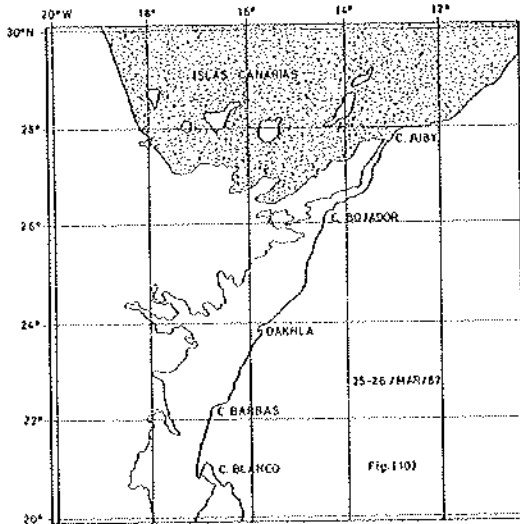 20°W 18° 16° 14° 12°
30°N
ISLAS CANARIAS
28°
C. JUBY
26°
C. BOJADOR
24°
DAKHLA
25-26/MAR/87
22°
C. BARBAS
C. BLANCO
Fig.(10)
20°